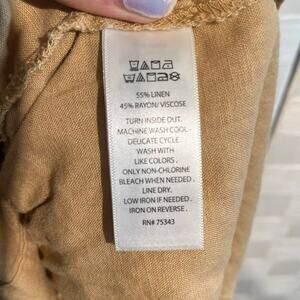 55% LINEN
45% RAYON/ VISCOSE
TURN INSIDE OUT.
MACHINE WASH COOL-
DELICATE CYCLE.
WASH WITH
LIKE COLORS .
ONLY NON-CHLORINE
BLEACH WHEN NEEDED .
LINE DRY.
LOW IRON IF NEEDED .
IRON ON REVERSE .
RN# 75343